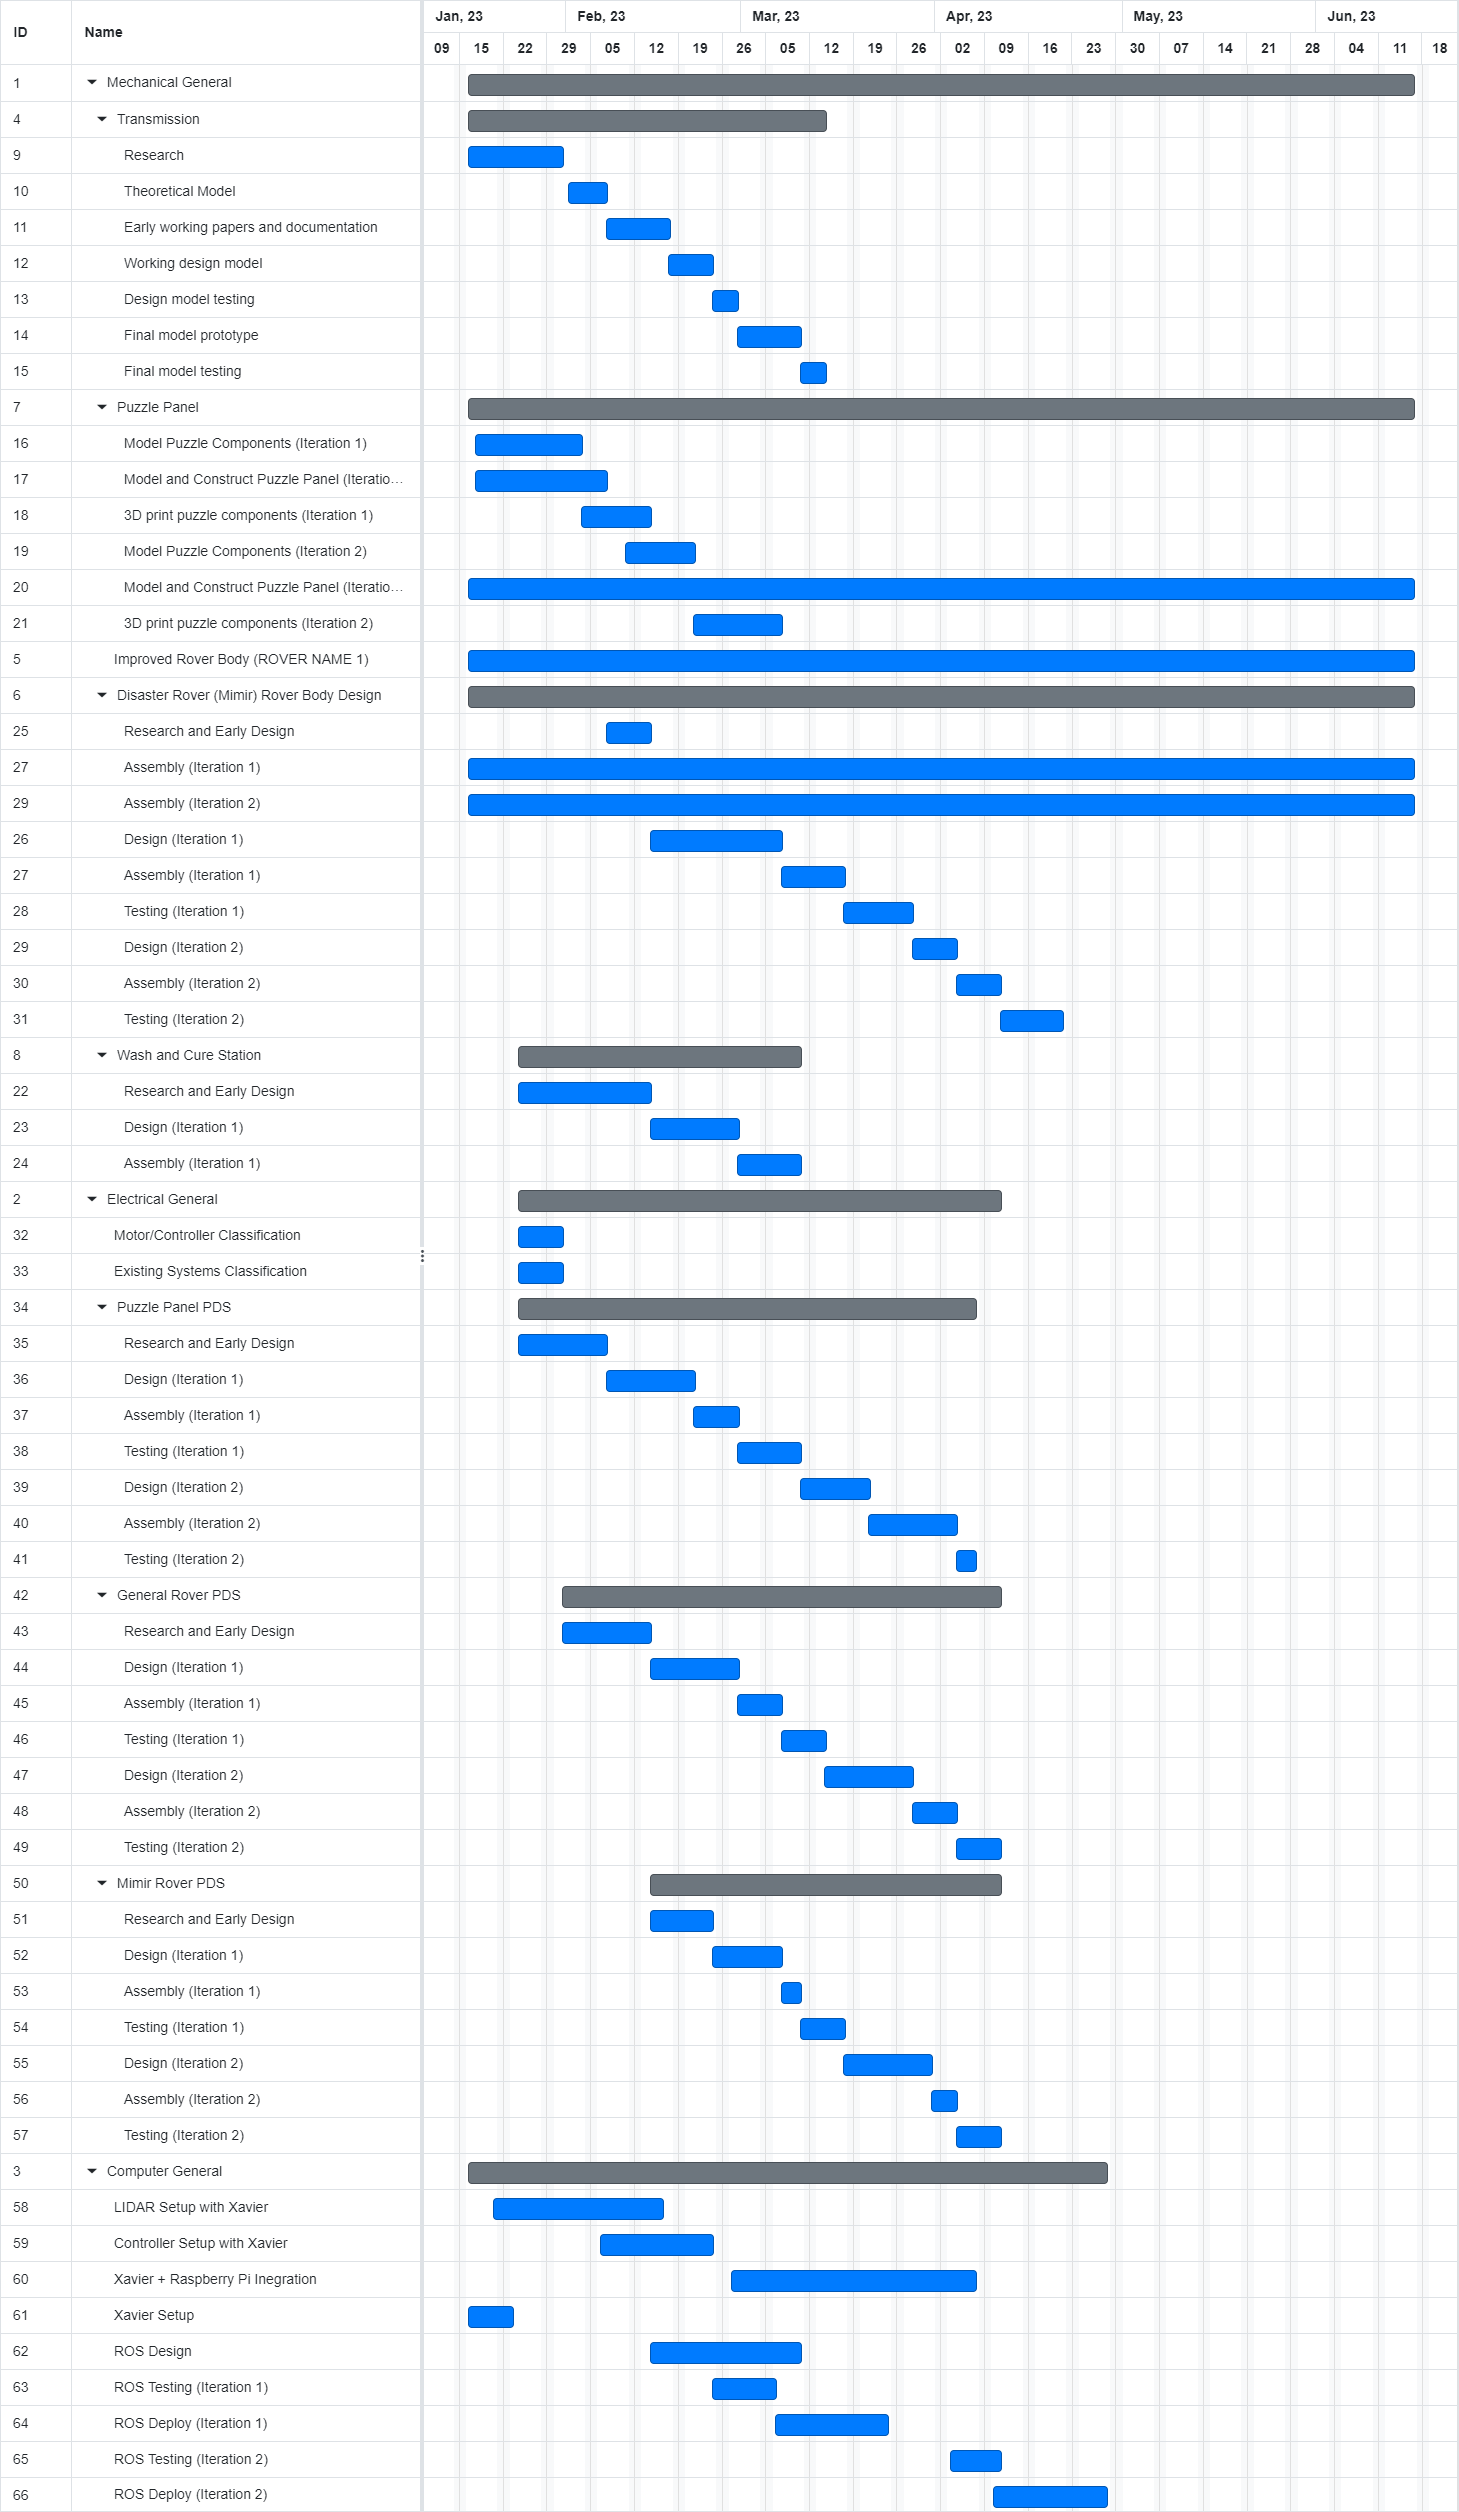 ID Name Jan, 23 Feb, 23 Mar, 23 Apr, 23 May, 23 Jun, 23
09 15 22 29 05 12 19 26 05 12 19 26 02 09 16 23 30 07 14 21 28 04 11 18
1 Mechanical General
4 Transmission
9 Research
10 Theoretical Model
11 Early working papers and documentation
12 Working design model
13 Design model testing
14 Final model prototype
15 Final model testing
7 Puzzle Panel
16 Model Puzzle Components (Iteration 1)
17 Model and Construct Puzzle Panel (Iteratio...
18 3D print puzzle components (Iteration 1)
19 Model Puzzle Components (Iteration 2)
20 Model and Construct Puzzle Panel (Iteratio...
21 3D print puzzle components (Iteration 2)
5 Improved Rover Body (ROVER NAME 1)
6 Disaster Rover (Mimir) Rover Body Design
25 Research and Early Design
27 Assembly (Iteration 1)
29 Assembly (Iteration 2)
26 Design (Iteration 1)
27 Assembly (Iteration 1)
28 Testing (Iteration 1)
29 Design (Iteration 2)
30 Assembly (Iteration 2)
31 Testing (Iteration 2)
8 Wash and Cure Station
22 Research and Early Design
23 Design (Iteration 1)
24 Assembly (Iteration 1)
2 Electrical General
32 Motor/Controller Classification
33 Existing Systems Classification
34 Puzzle Panel PDS
35 Research and Early Design
36 Design (Iteration 1)
37 Assembly (Iteration 1)
38 Testing (Iteration 1)
39 Design (Iteration 2)
40 Assembly (Iteration 2)
41 Testing (Iteration 2)
42 General Rover PDS
43 Research and Early Design
44 Design (Iteration 1)
45 Assembly (Iteration 1)
46 Testing (Iteration 1)
47 Design (Iteration 2)
48 Assembly (Iteration 2)
49 Testing (Iteration 2)
50 Mimir Rover PDS
51 Research and Early Design
52 Design (Iteration 1)
53 Assembly (Iteration 1)
54 Testing (Iteration 1)
55 Design (Iteration 2)
56 Assembly (Iteration 2)
57 Testing (Iteration 2)
3 Computer General
58 LIDAR Setup with Xavier
59 Controller Setup with Xavier
60 Xavier + Raspberry Pi Inegration
61 Xavier Setup
62 ROS Design
63 ROS Testing (Iteration 1)
64 ROS Deploy (Iteration 1)
65 ROS Testing (Iteration 2)
66 ROS Deploy (Iteration 2)